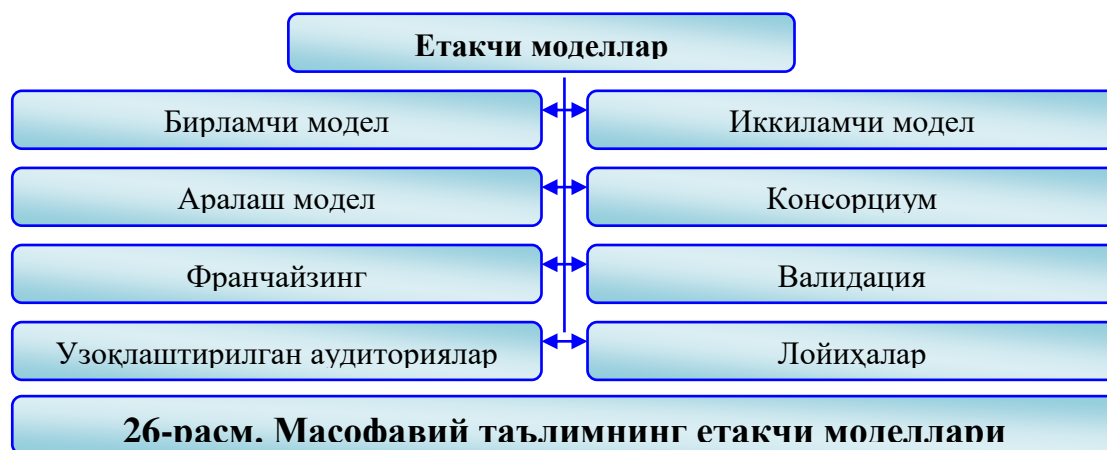 Етакчи моделлар
Бирламчи модел
Иккиламчи модел
Аралаш модел
Консорциум
Франчайзинг
Валидация
Узоқлаштирилган аудиториялар
Лойиҳалар
26-расм. Масофавий таълимнинг етакчи моделлари